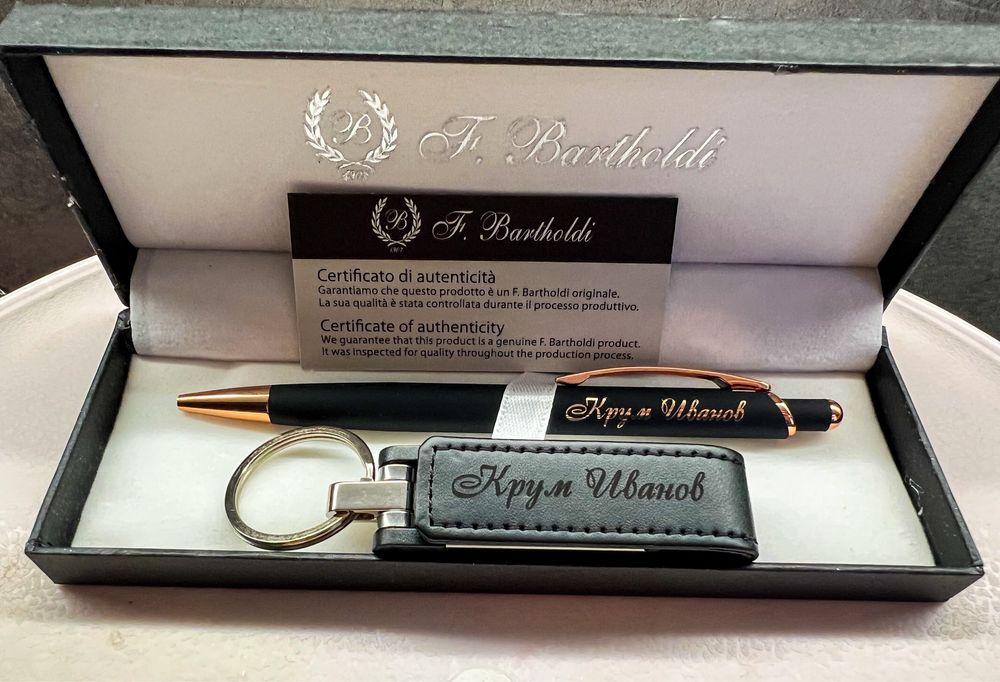 B
F. Bartholdi
1907
B
F. Bartholdi
1907
Certificato di autenticità
Garantiamo che questo prodotto è un F. Bartholdi originale.
La sua qualità è stata controllata durante il processo produttivo.
Certificate of authenticity
We guarantee that this product is a genuine F. Bartholdi product.
It was inspected for quality throughout the production process.
Крум Иванов
Крум Иванов